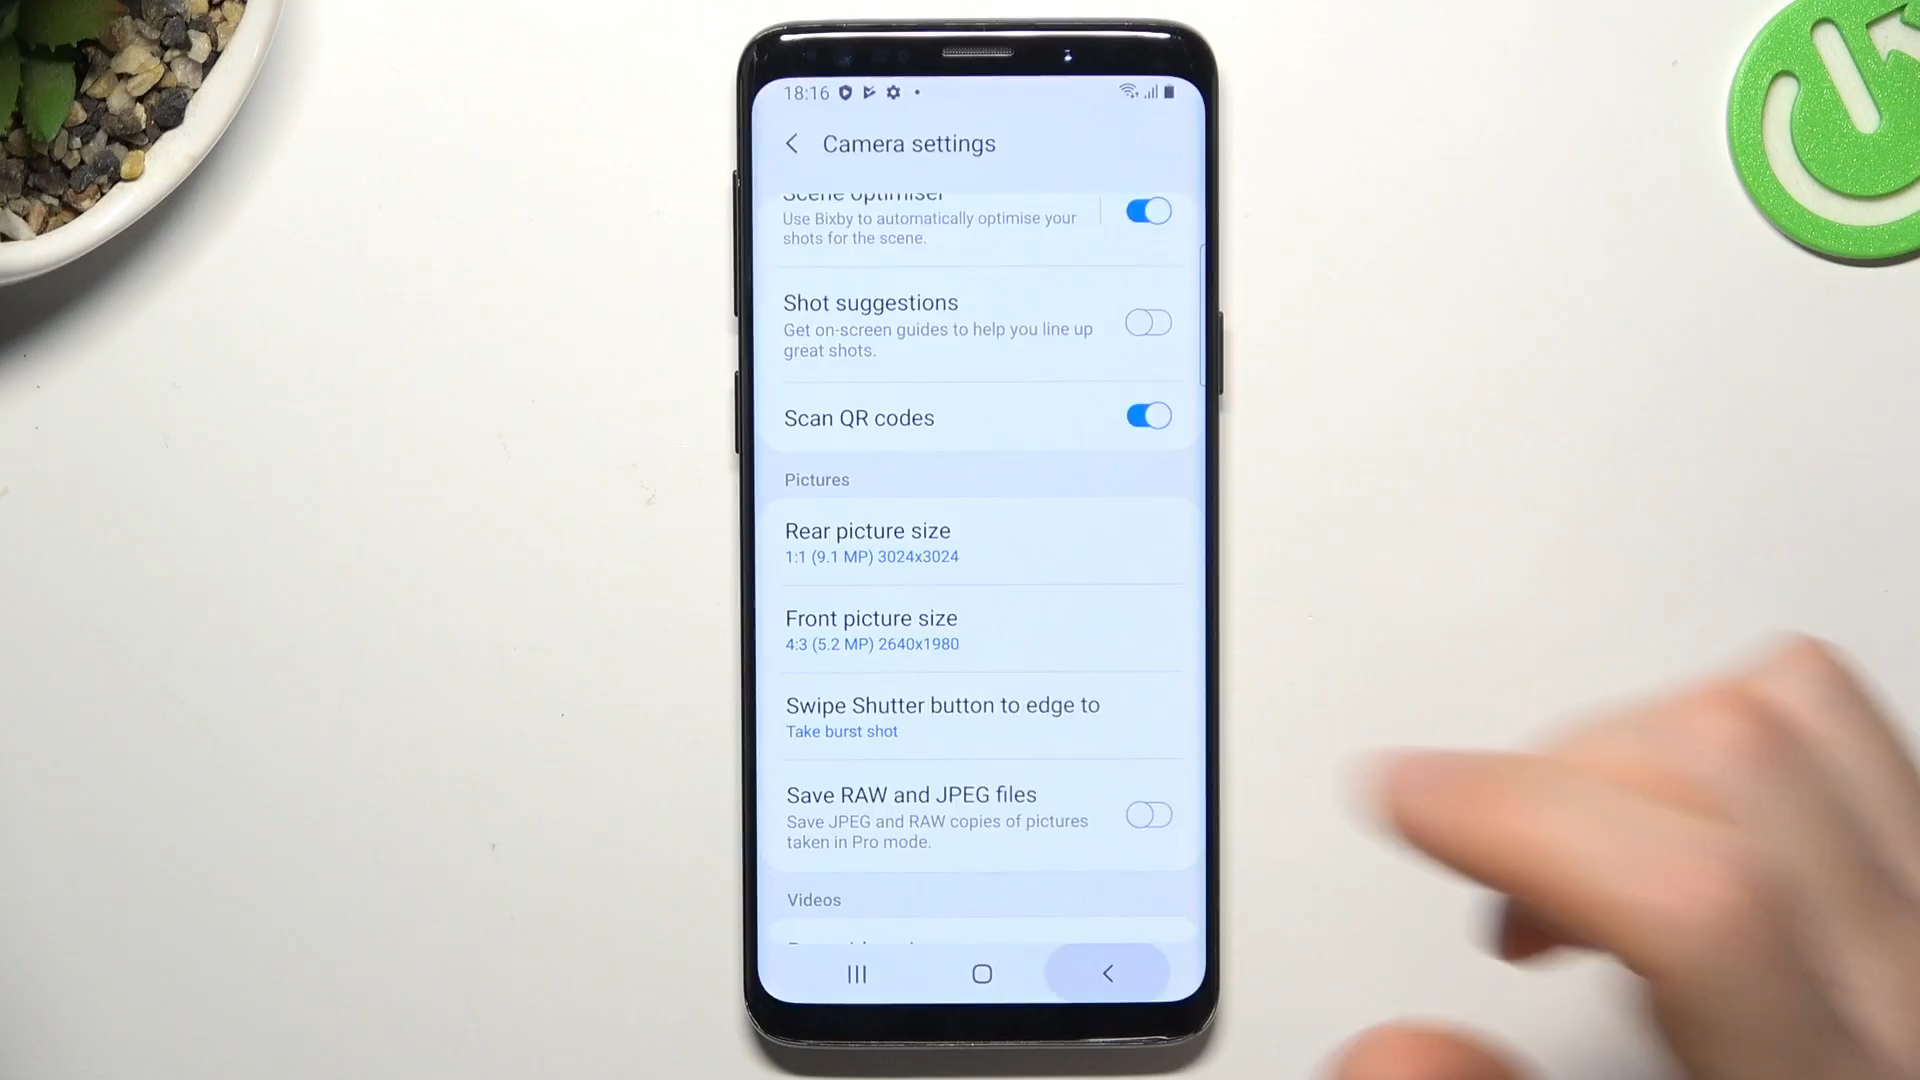 18:16
Camera settings
Scene optimiser
Use Bixby to automatically optimise your
shots for the scene.
Shot suggestions
Get on-screen guides to help you line up
great shots.
Scan QR codes
Pictures
Rear picture size
1:1 (9.1 MP) 3024x3024
Front picture size
4:3 (5.2 MP) 2640x1980
Swipe Shutter button to edge to
Take burst shot
Save RAW and JPEG files
Save JPEG and RAW copies of pictures
taken in Pro mode.
Videos